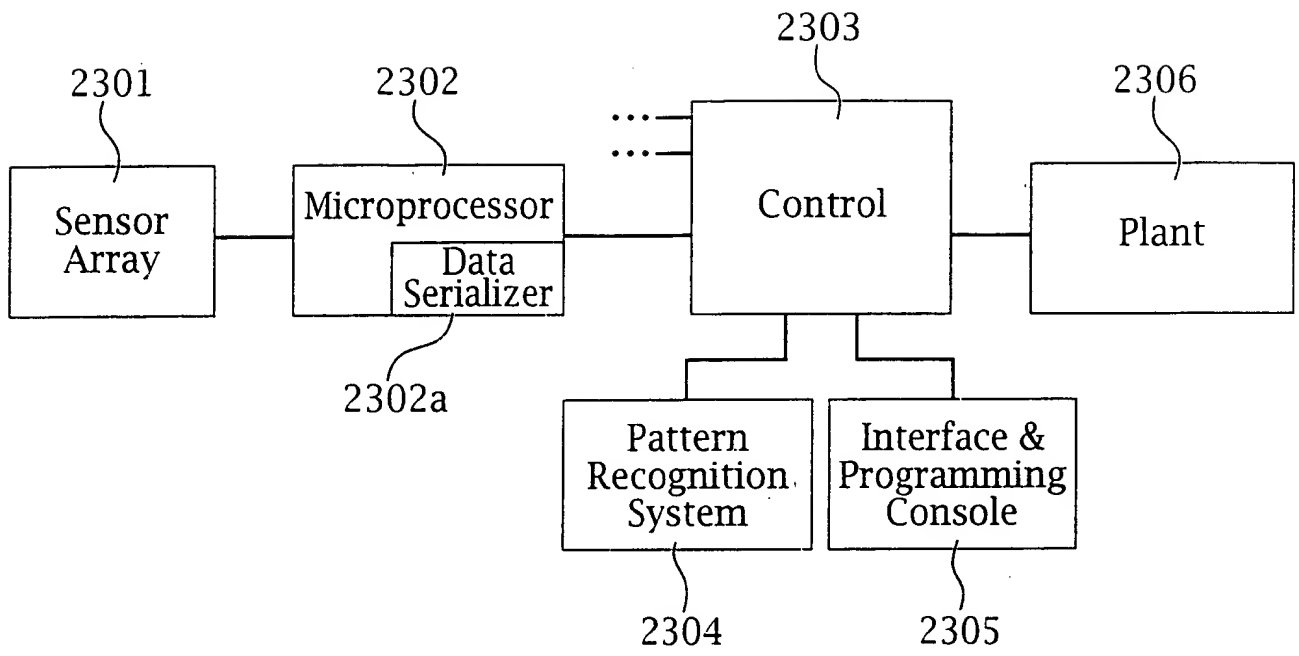 2303
2301
2302
2306
...
...
Sensor
Array
Microprocessor
Data
Serializer
Control
Plant
2302a
Pattern
Recognition
System
Interface &
Programming
Console
2304
2305